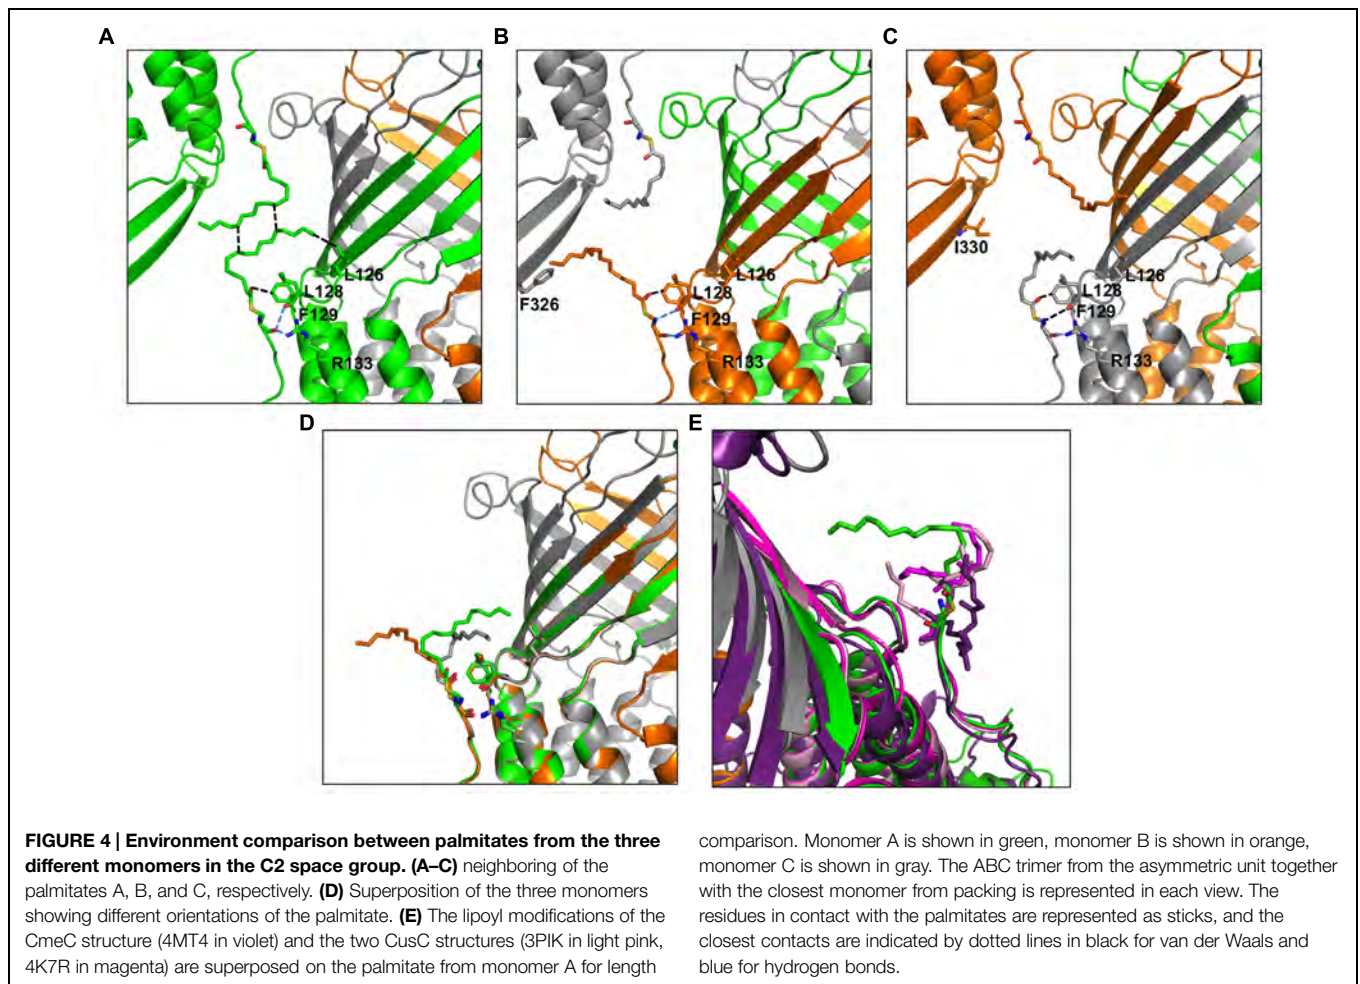 A
B
C
L126
L128
F129
R133
F326
L126
L128
F129
R133
I330
L126
L128
F129
R133
D
E
FIGURE 4 | Environment comparison between palmitates from the three
different monomers in the C2 space group. (A–C) neighboring of the
palmitates A, B, and C, respectively. (D) Superposition of the three monomers
showing different orientations of the palmitate. (E) The lipoyl modifications of the
CmeC structure (4MT4 in violet) and the two CusC structures (3PIK in light pink,
4K7R in magenta) are superposed on the palmitate from monomer A for length
comparison. Monomer A is shown in green, monomer B is shown in orange,
monomer C is shown in gray. The ABC trimer from the asymmetric unit together
with the closest monomer from packing is represented in each view. The
residues in contact with the palmitates are represented as sticks, and the
closest contacts are indicated by dotted lines in black for van der Waals and
blue for hydrogen bonds.